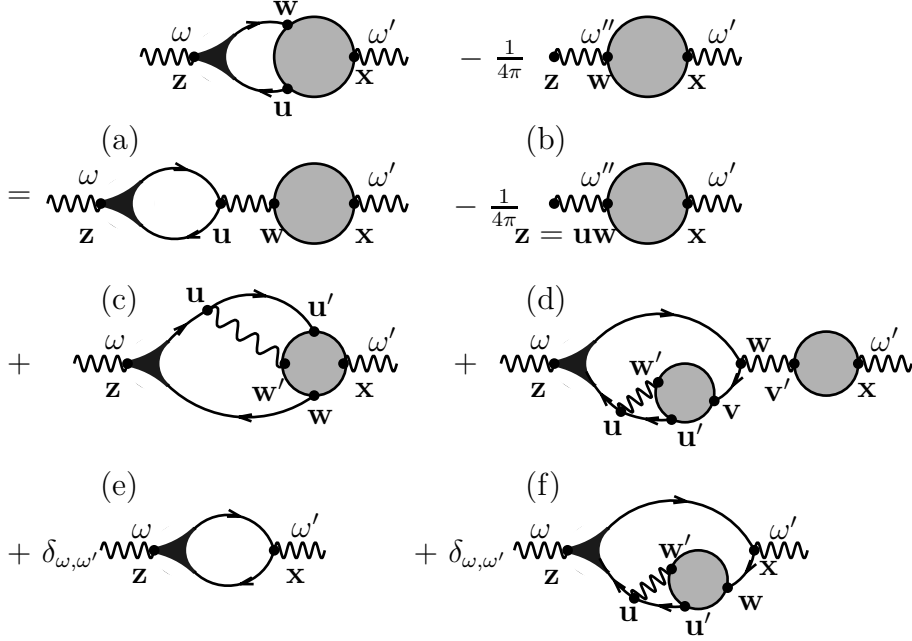 w
ω ω′ − 1/4π ω″ ω′
z x z w x
u
(a) (b)
= ω ω′ − 1/4π ω″ ω′
z u w x z = uw x
(c) u u′ (d)
+ ω ω′ + ω w ω′
z w′ x z w′ v′ x
w u u′ v
(e) (f)
+ δω,ω′ ω ω′ + δω,ω′ ω w′ ω′
z x z x
u u′ w